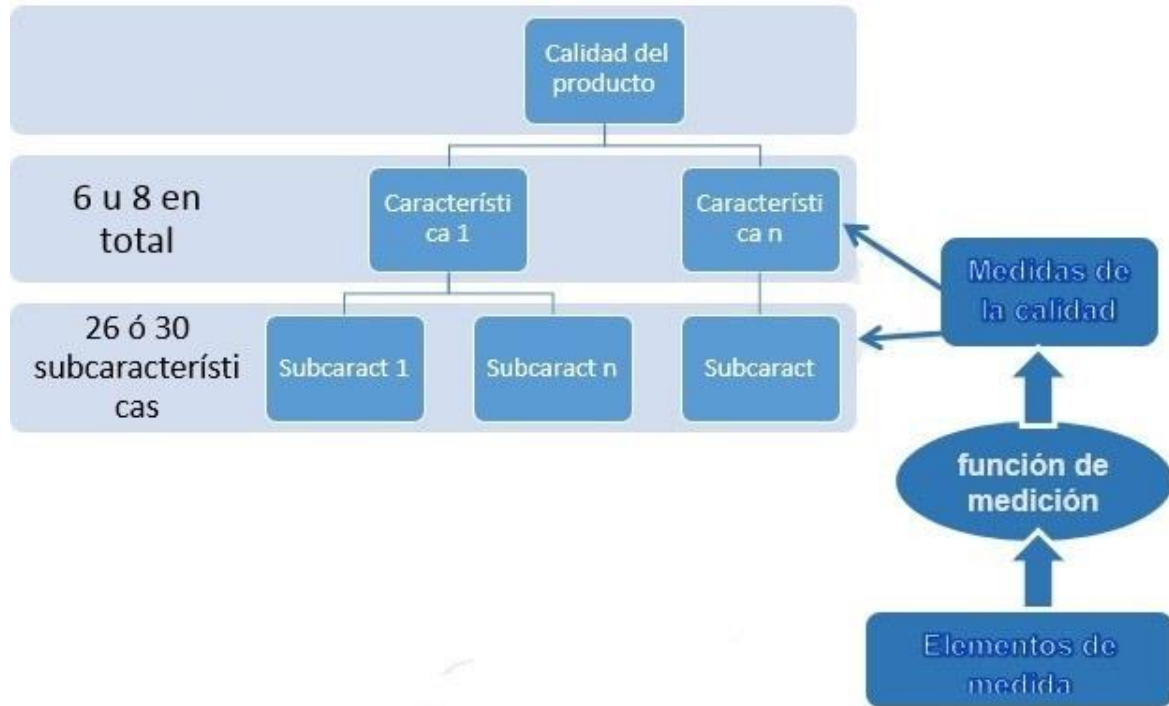 Calidad del
producto
6 u 8 en
total
Característi
ca 1
Característi
ca n
Medidas de
la calidad
26 ó 30
subcaracterísti
cas
Subcaract 1
Subcaract n
Subcaract
función de
medición
Elementos de
medida